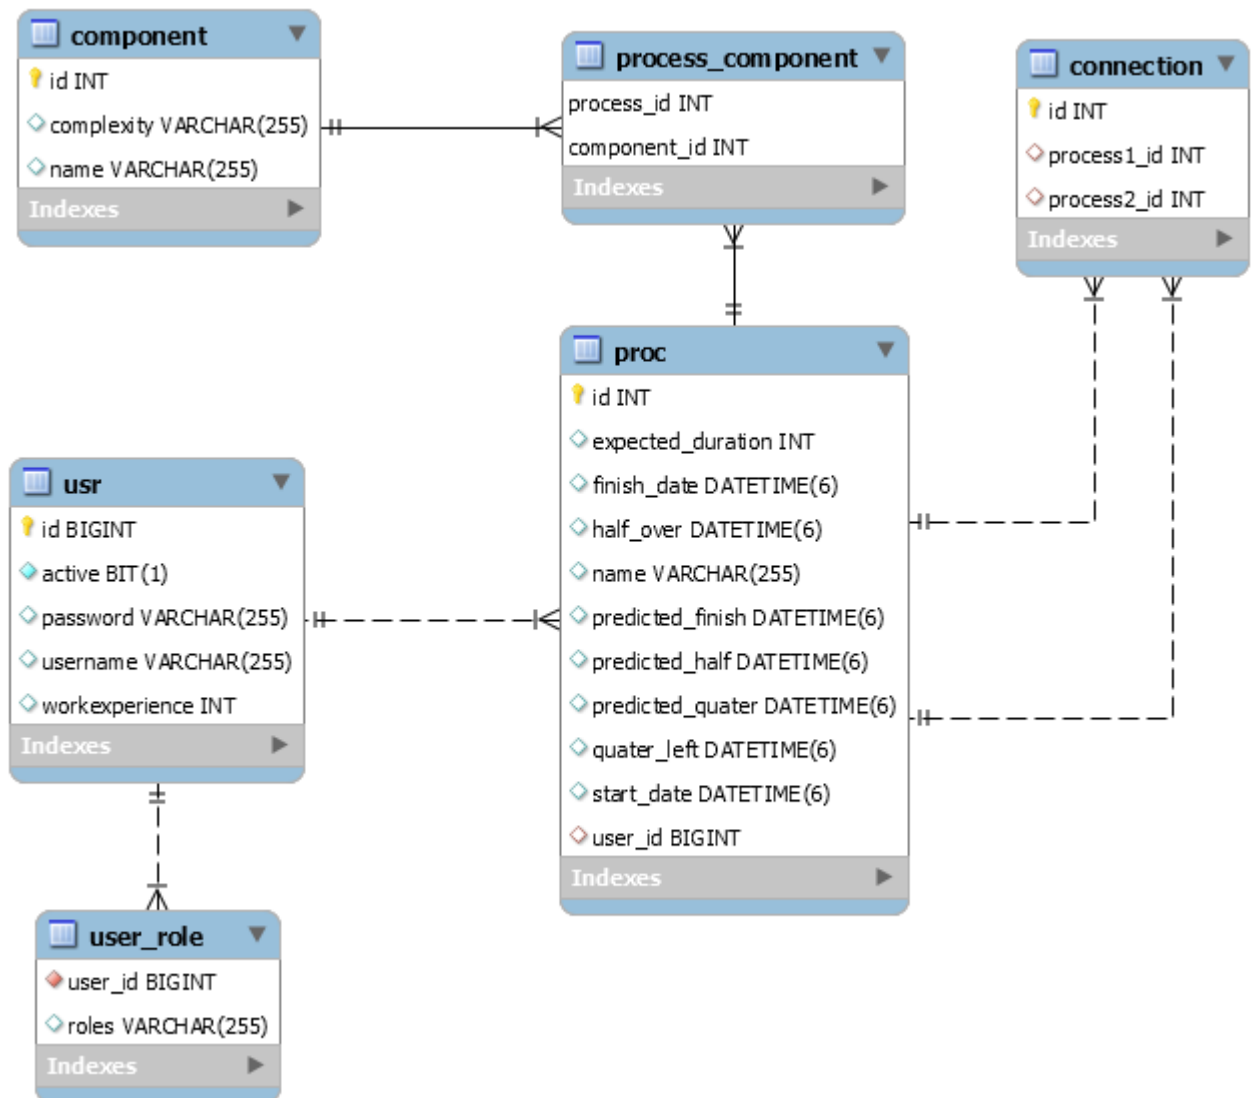 component
id INT
complexity VARCHAR(255)
name VARCHAR(255)
Indexes
process_component
process_id INT
component_id INT
Indexes
connection
id INT
process1_id INT
process2_id INT
Indexes
proc
id INT
expected_duration INT
finish_date DATETIME(6)
half_over DATETIME(6)
name VARCHAR(255)
predicted_finish DATETIME(6)
predicted_half DATETIME(6)
predicted_quater DATETIME(6)
quater_left DATETIME(6)
start_date DATETIME(6)
user_id BIGINT
Indexes
usr
id BIGINT
active BIT(1)
password VARCHAR(255)
username VARCHAR(255)
workexperience INT
Indexes
user_role
user_id BIGINT
roles VARCHAR(255)
Indexes